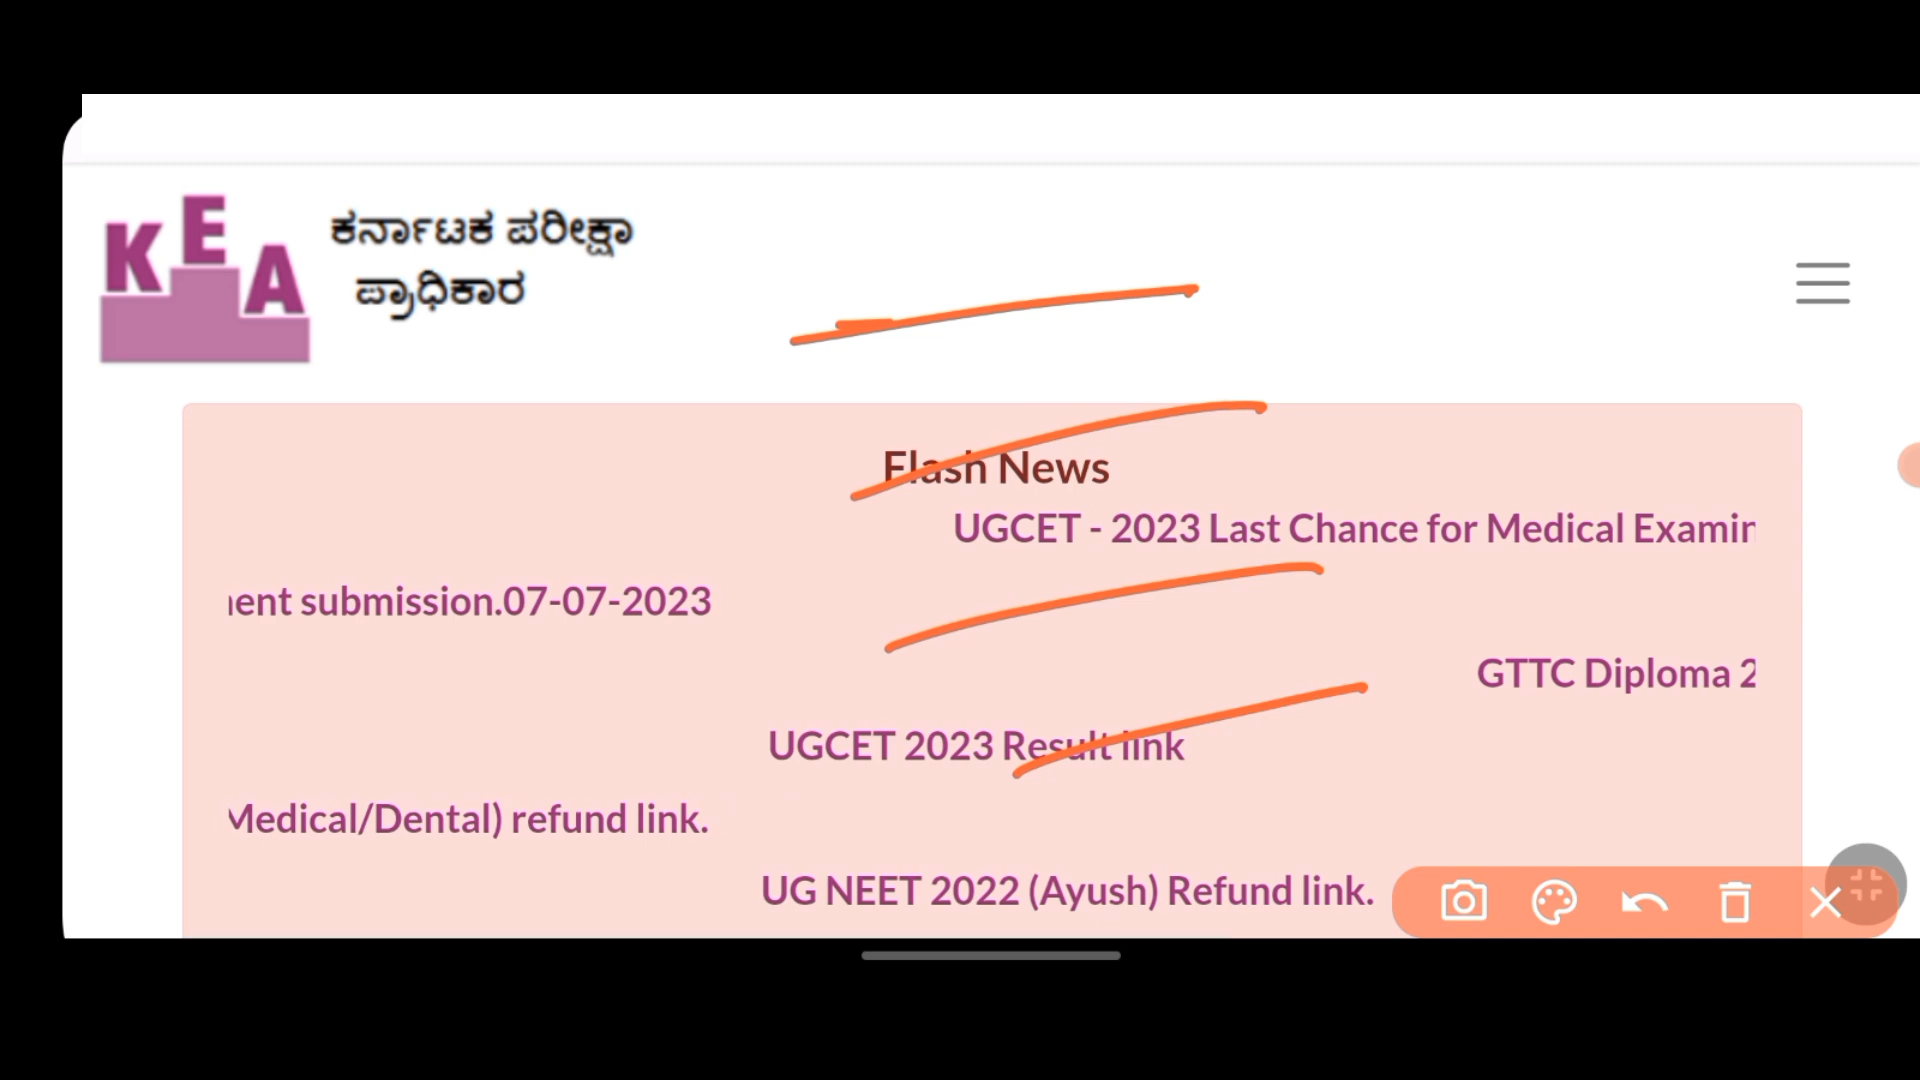 KEA
ಕರ್ನಾಟಕ ಪರೀಕ್ಷಾ
ಪ್ರಾಧಿಕಾರ
Flash News
UGCET - 2023 Last Chance for Medical Examin
ent submission.07-07-2023
GTTC Diploma 2
UGCET 2023 Result link
Medical/Dental) refund link.
UG NEET 2022 (Ayush) Refund link.